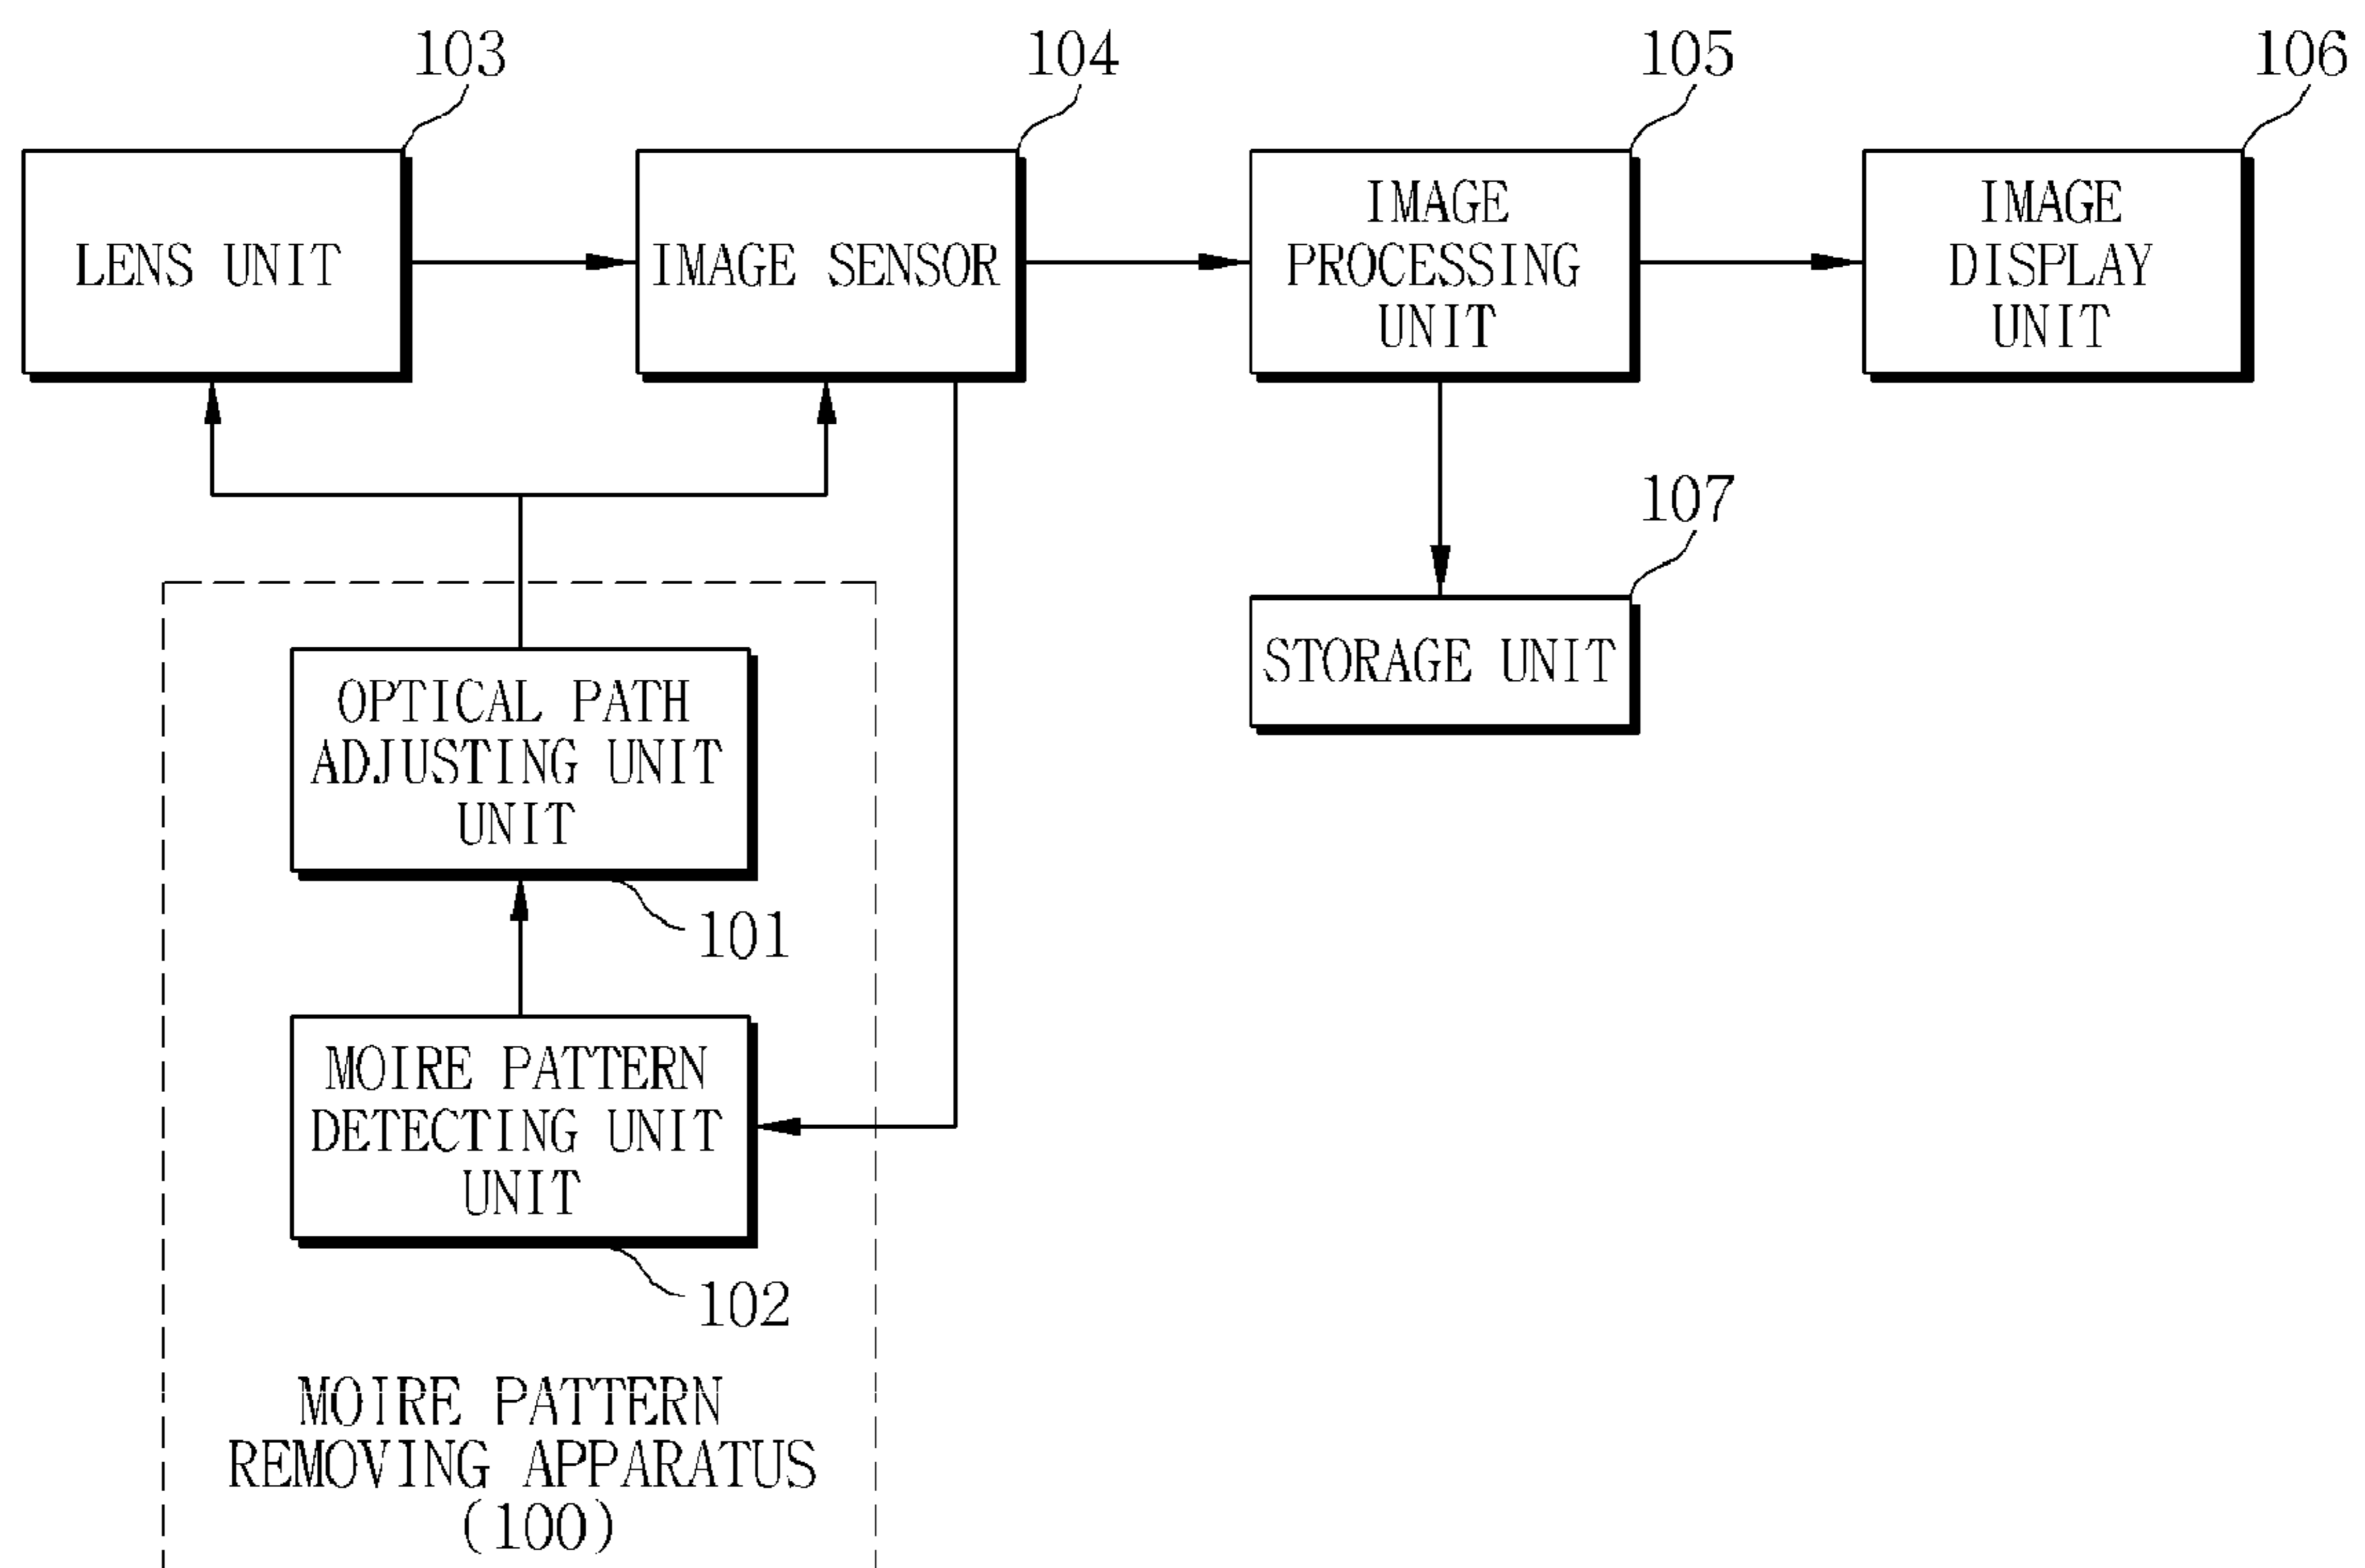 103
104
105
106
LENS UNIT
IMAGE SENSOR
IMAGE
PROCESSING
UNIT
IMAGE
DISPLAY
UNIT
107
STORAGE UNIT
OPTICAL PATH
ADJUSTING UNIT
UNIT
101
MOIRE PATTERN
DETECTING UNIT
UNIT
102
MOIRE PATTERN
REMOVING APPARATUS
(100)